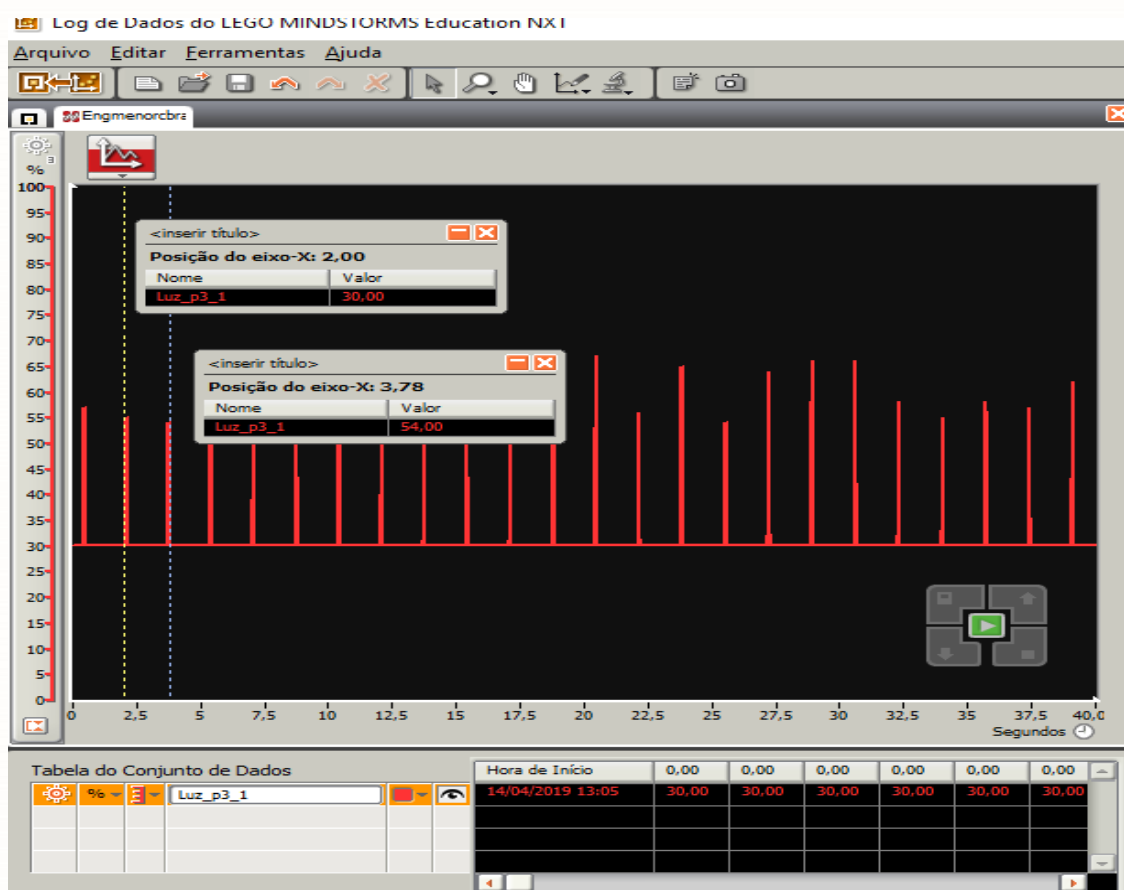 Log de Dados do LEGO MINDSTORMS Education NXT
Arquivo Editar Ferramentas Ajuda
Engmenorcbra
3
%
100
95
90
85
80
75
70
65
60
55
50
45
40
35
30
25
20
15
10
5
0
<inserir título>
Posição do eixo-X: 2,00
Nome Valor
Luz_p3_1 30,00
<inserir título>
Posição do eixo-X: 3,78
Nome Valor
Luz_p3_1 54,00
0 2,5 5 7,5 10 12,5 15 17,5 20 22,5 25 27,5 30 32,5 35 37,5 40,0
Segundos
Tabela do Conjunto de Dados
Hora de Início 0,00 0,00 0,00 0,00 0,00 0,00
% Luz_p3_1 14/04/2019 13:05 30,00 30,00 30,00 30,00 30,00 30,00